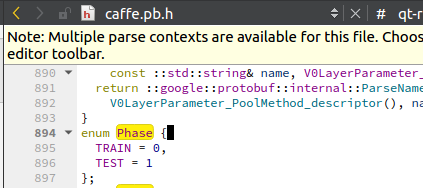 caffe.pb.h # qt-r
Note: Multiple parse contexts are available for this file. Choos
editor toolbar.
890 const ::std::string& name, V0LayerParameter_
891 return ::google::protobuf::internal::ParseName
892 V0LayerParameter_PoolMethod_descriptor(), na
893 }
894 enum Phase {
895 TRAIN = 0,
896 TEST = 1
897 };